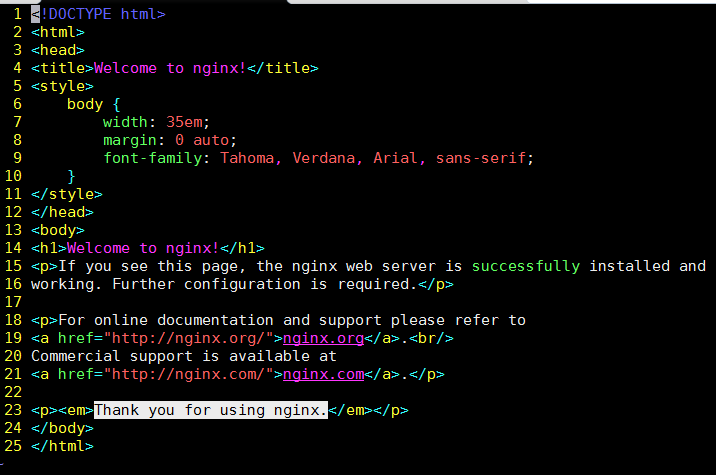 1 <!DOCTYPE html>
2 <html>
3 <head>
4 <title>Welcome to nginx!</title>
5 <style>
6     body {
7         width: 35em;
8         margin: 0 auto;
9         font-family: Tahoma, Verdana, Arial, sans-serif;
10     }
11 </style>
12 </head>
13 <body>
14 <h1>Welcome to nginx!</h1>
15 <p>If you see this page, the nginx web server is successfully installed and
16 working. Further configuration is required.</p>
17
18 <p>For online documentation and support please refer to
19 <a href="http://nginx.org/">nginx.org</a>.<br/>
20 Commercial support is available at
21 <a href="http://nginx.com/">nginx.com</a>.</p>
22
23 <p><em>Thank you for using nginx.</em></p>
24 </body>
25 </html>
~